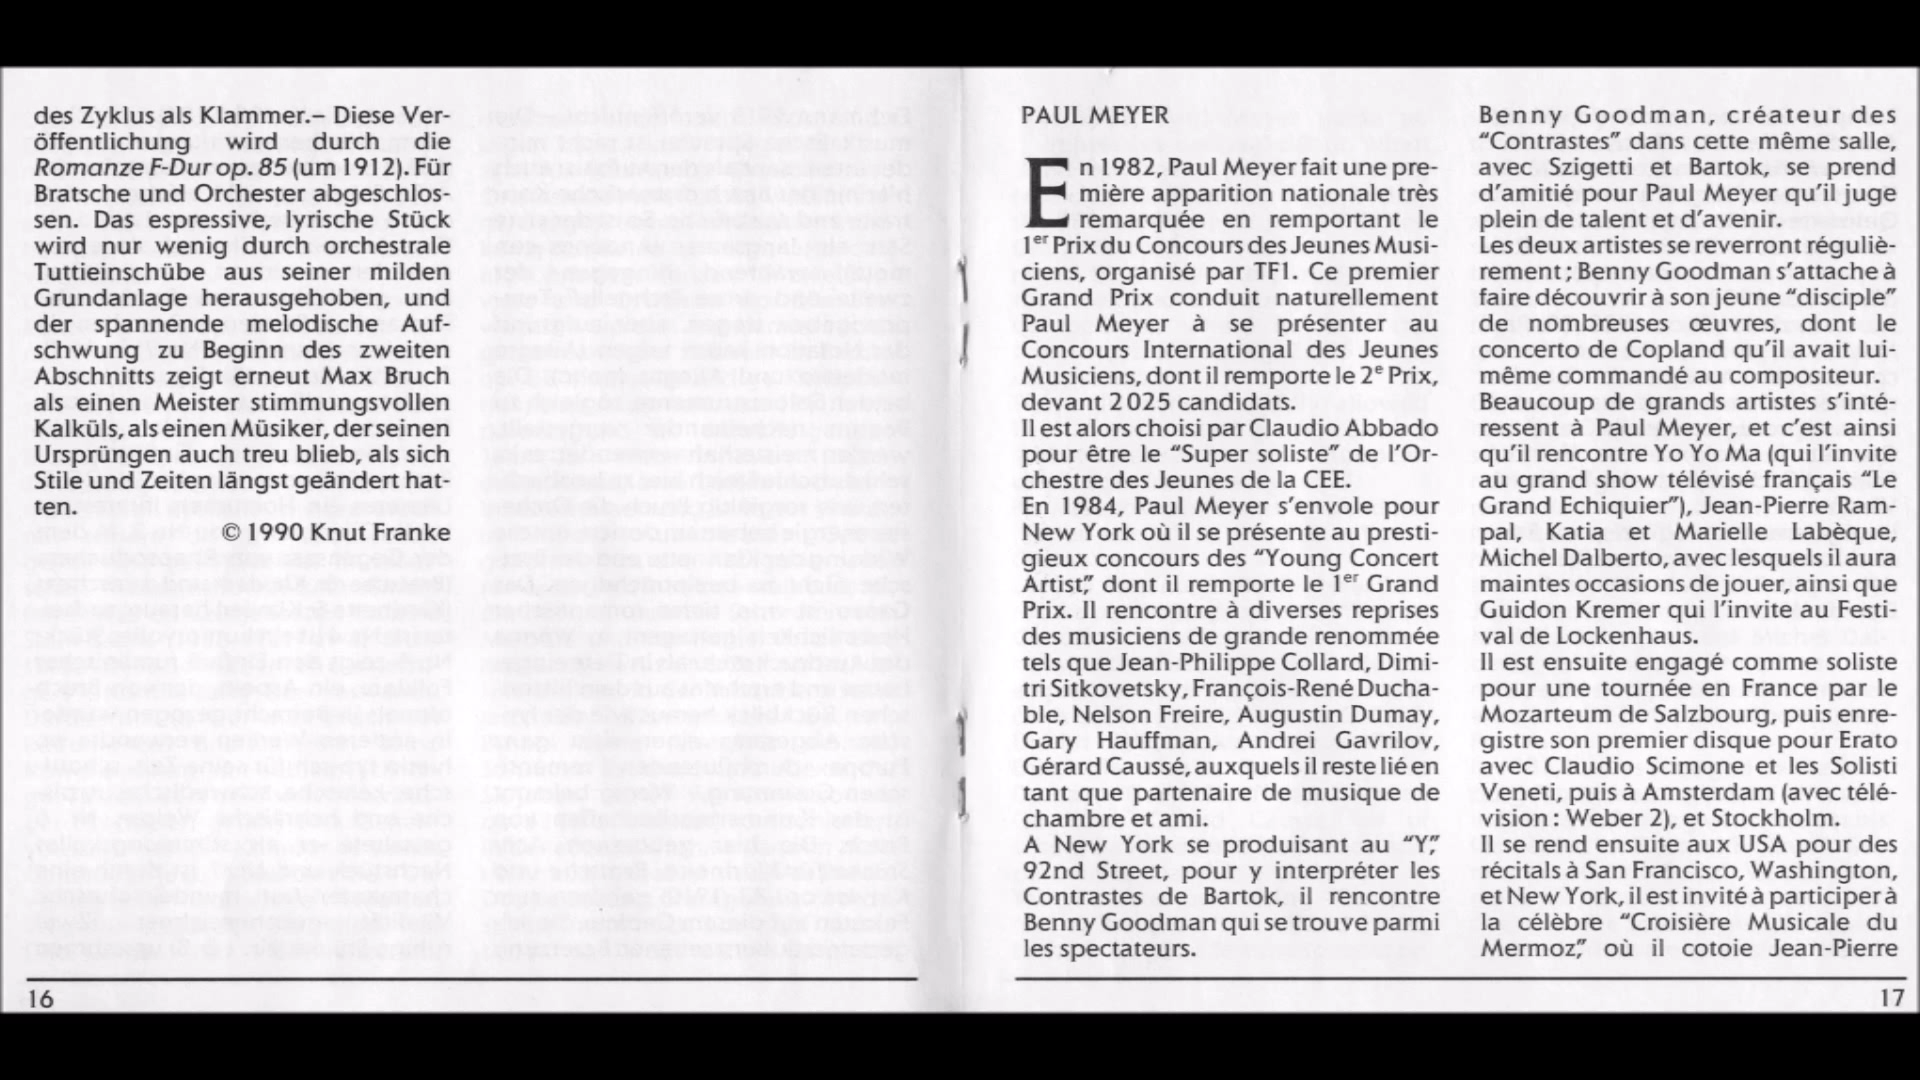 des Zyklus als Klammer.– Diese Ver-
öffentlichung wird durch die
Romanze F-Dur op. 85 (um 1912). Für
Bratsche und Orchester abgeschlos-
sen. Das espressive, lyrische Stück
wird nur wenig durch orchestrale
Tuttieinschübe aus seiner milden
Grundanlage herausgehoben, und
der spannende melodische Auf-
schwung zu Beginn des zweiten
Abschnitts zeigt erneut Max Bruch
als einen Meister stimmungsvollen
Kalküls, als einen Müsiker, der seinen
Ursprüngen auch treu blieb, als sich
Stile und Zeiten längst geändert hat-
ten.
© 1990 Knut Franke
16
PAUL MEYER
En 1982, Paul Meyer fait une pre-
mière apparition nationale très
remarquée en remportant le
1er Prix du Concours des Jeunes Musi-
ciens, organisé par TF1. Ce premier
Grand Prix conduit naturellement
Paul Meyer à se présenter au
Concours International des Jeunes
Musiciens, dont il remporte le 2e Prix,
devant 2 025 candidats.
Il est alors choisi par Claudio Abbado
pour être le “Super soliste” de l’Or-
chestre des Jeunes de la CEE.
En 1984, Paul Meyer s’envole pour
New York où il se présente au presti-
gieux concours des “Young Concert
Artist”, dont il remporte le 1er Grand
Prix. Il rencontre à diverses reprises
des musiciens de grande renommée
tels que Jean-Philippe Collard, Dimi-
tri Sitkovetsky, François-René Ducha-
ble, Nelson Freire, Augustin Dumay,
Gary Hauffman, Andrei Gavrilov,
Gérard Caussé, auxquels il reste lié en
tant que partenaire de musique de
chambre et ami.
A New York se produisant au “Y”,
92nd Street, pour y interpréter les
Contrastes de Bartok, il rencontre
Benny Goodman qui se trouve parmi
les spectateurs.
Benny Goodman, créateur des
“Contrastes” dans cette même salle,
avec Szigetti et Bartok, se prend
d’amitié pour Paul Meyer qu’il juge
plein de talent et d’avenir.
Les deux artistes se reverront réguliè-
rement ; Benny Goodman s’attache à
faire découvrir à son jeune “disciple”
de nombreuses œuvres, dont le
concerto de Copland qu’il avait lui-
même commandé au compositeur.
Beaucoup de grands artistes s’inté-
ressent à Paul Meyer, et c’est ainsi
qu’il rencontre Yo Yo Ma (qui l’invite
au grand show télévisé français “Le
Grand Echiquier”), Jean-Pierre Ram-
pal, Katia et Marielle Labèque,
Michel Dalberto, avec lesquels il aura
maintes occasions de jouer, ainsi que
Guidon Kremer qui l’invite au Festi-
val de Lockenhaus.
Il est ensuite engagé comme soliste
pour une tournée en France par le
Mozarteum de Salzbourg, puis enre-
gistre son premier disque pour Erato
avec Claudio Scimone et les Solisti
Veneti, puis à Amsterdam (avec télé-
vision : Weber 2), et Stockholm.
Il se rend ensuite aux USA pour des
récitals à San Francisco, Washington,
et New York, il est invité à participer à
la célèbre “Croisière Musicale du
Mermoz”, où il cotoie Jean-Pierre
17